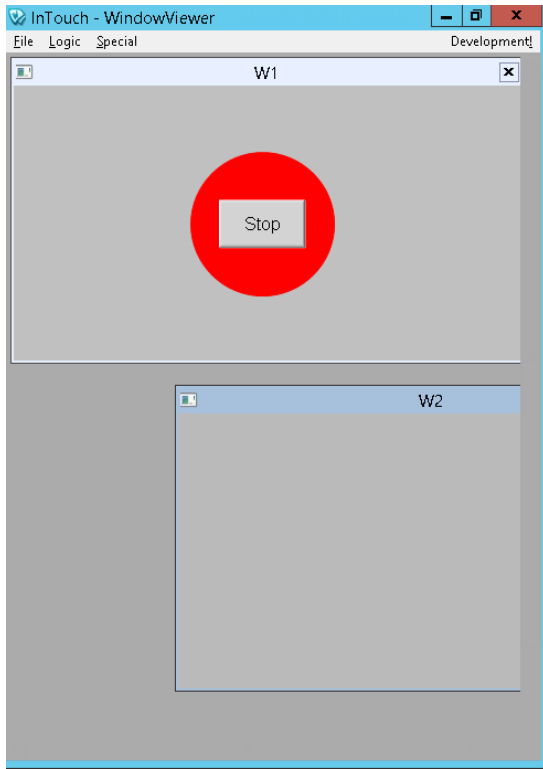 InTouch - WindowViewer
File Logic Special Development!
W1
Stop
W2